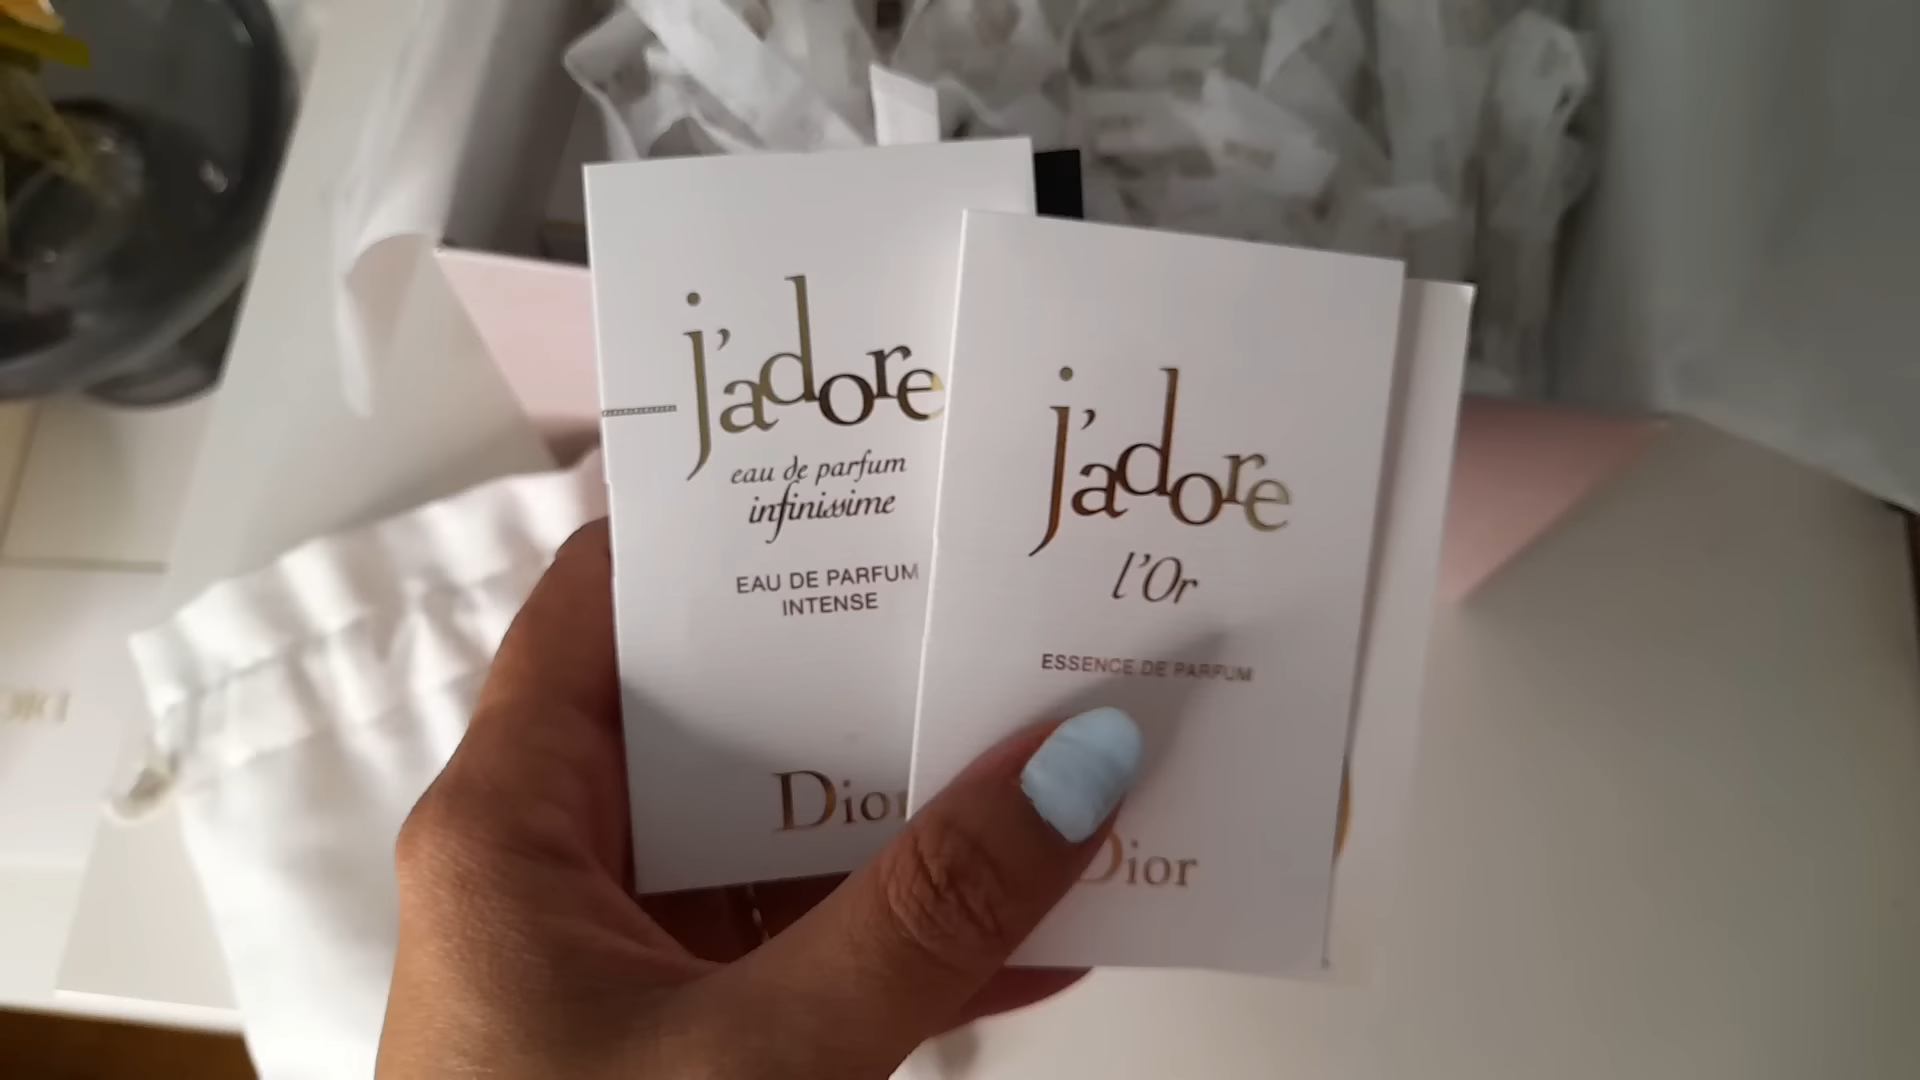 j'adore
eau de parfum
infinissime
EAU DE PARFUM
INTENSE
Dior
j'adore
l'Or
ESSENCE DE PARFUM
Dior